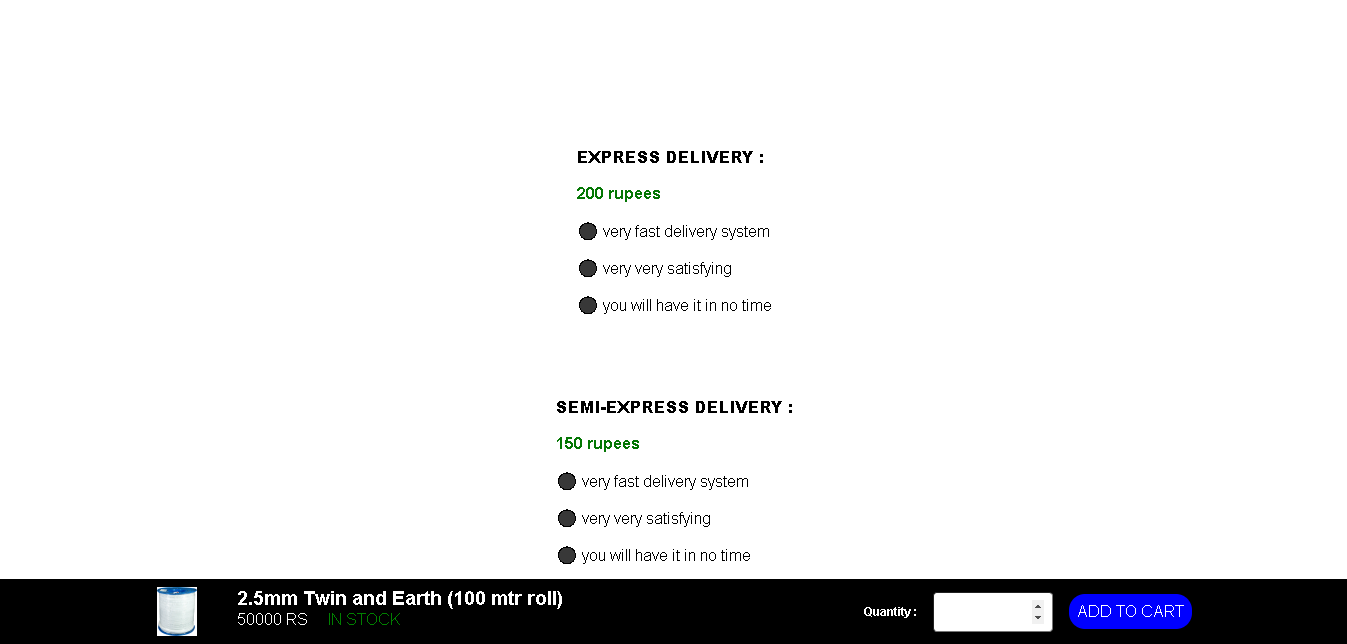 EXPRESS DELIVERY :
200 rupees
very fast delivery system
very very satisfying
you will have it in no time
SEMI-EXPRESS DELIVERY :
150 rupees
very fast delivery system
very very satisfying
you will have it in no time
2.5mm Twin and Earth (100 mtr roll)
50000 RS IN STOCK
Quantity :
ADD TO CART